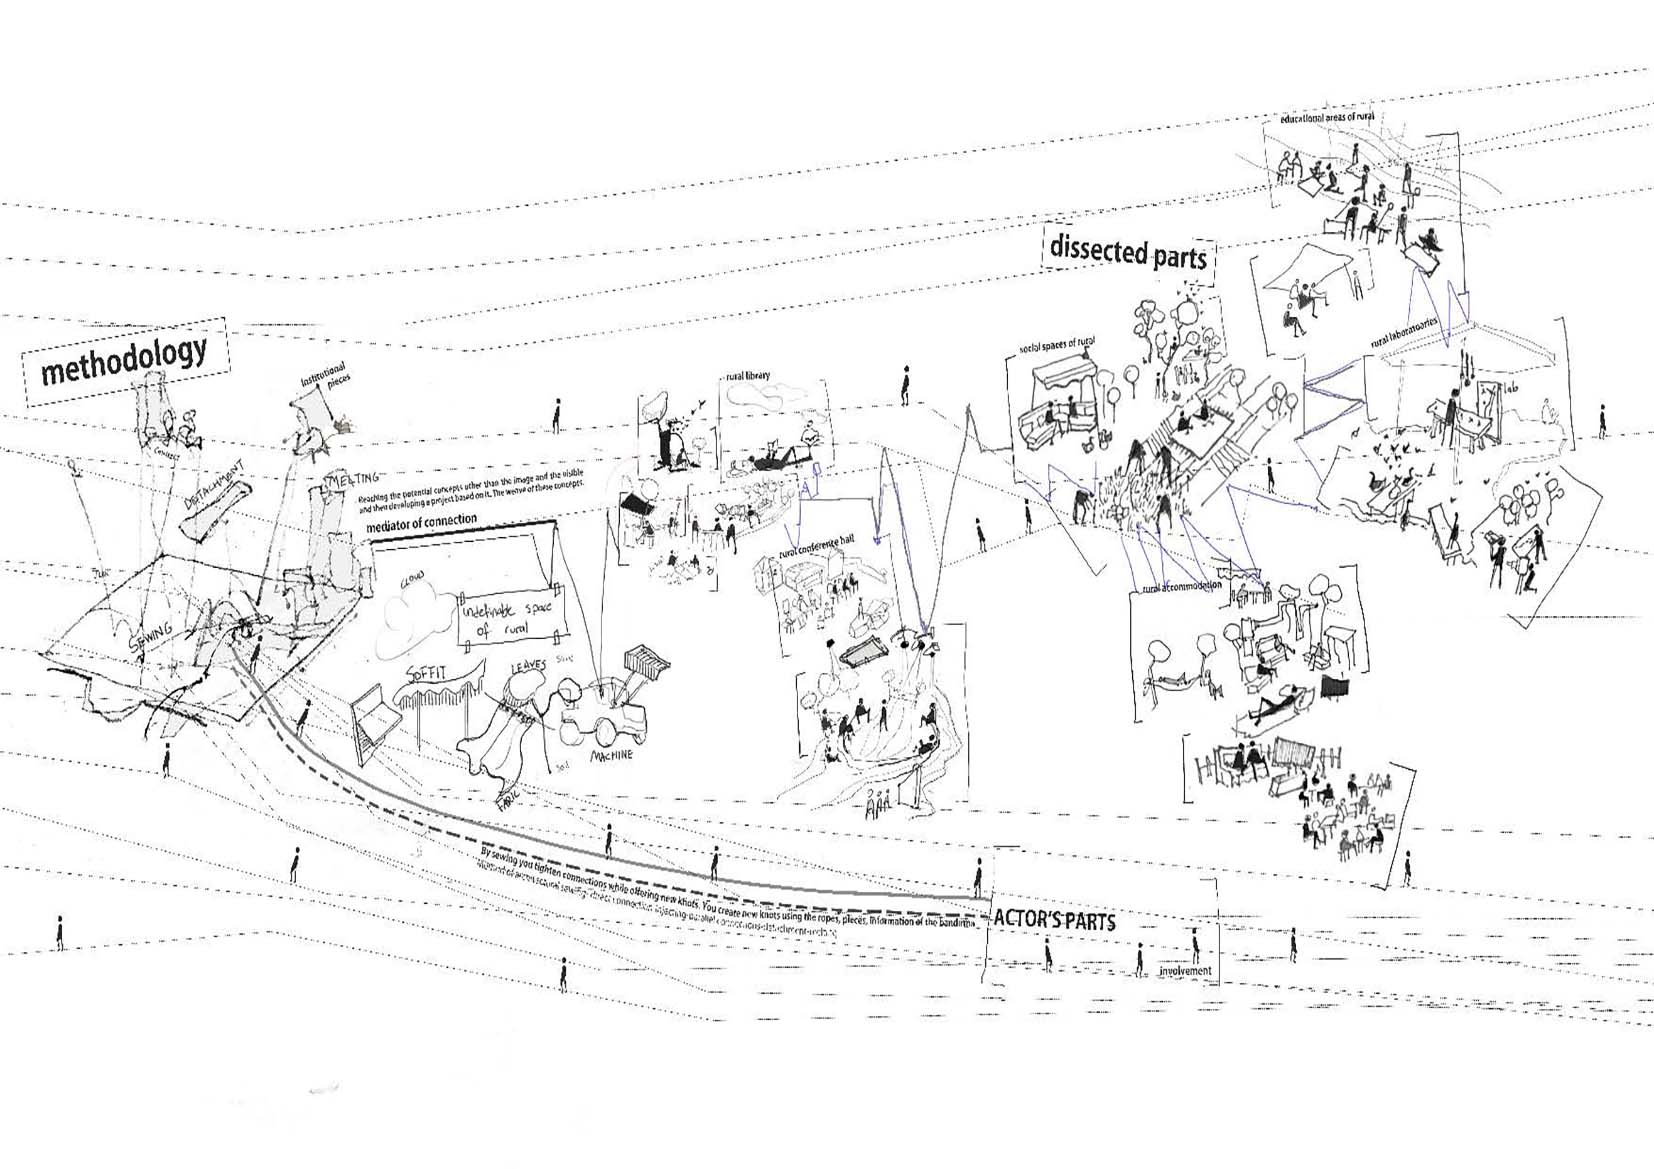 methodology
Institutional
pieces
Connect
DETACHMENT
MELTING
Reaching the potential concepts other than the image and the visible
and then developing a project based on it. The weave of these concepts.
mediator of connection
SEWING
CLOUD
indefinable space
of rural
SOFFIT
LEAVES
MACHINE
Soil
FABRIC
rural library
rural conference hall
dissected parts
educational areas of rural
social spaces of rural
rural laboratoaries
lab
rural accommodation
By sewing you tighten connections while offering new knots. You create new knots using the ropes, pieces, information of the
ACTOR'S PARTS
involvement